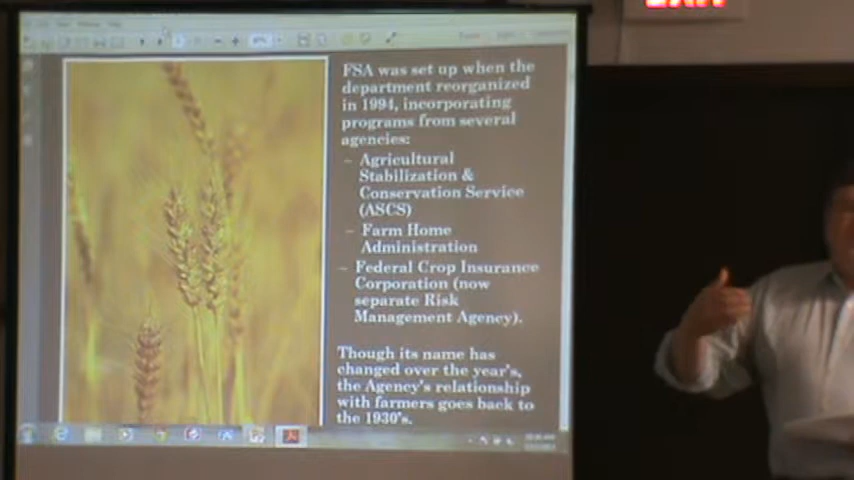 EXIT
FSA was set up when the
department reorganized
in 1994, incorporating
programs from several
agencies:
– Agricultural
Stabilization &
Conservation Service
(ASCS)
– Farm Home
Administration
– Federal Crop Insurance
Corporation (now
separate Risk
Management Agency).
Though its name has
changed over the year's,
the Agency's relationship
with farmers goes back to
the 1930's.